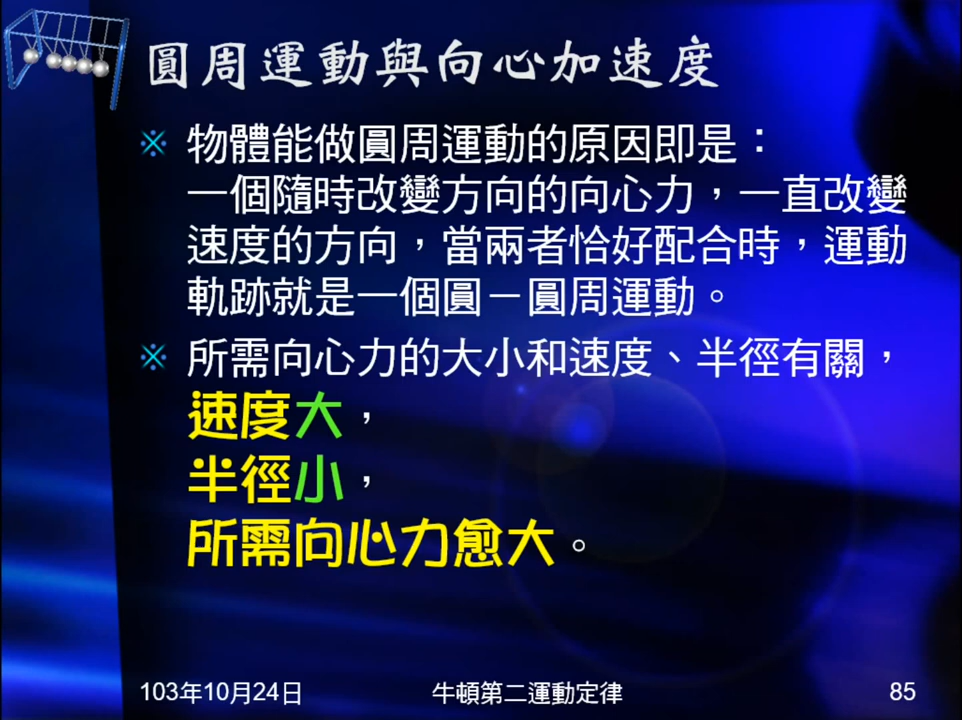 圓周運動與向心加速度
※ 物體能做圓周運動的原因即是：
一個隨時改變方向的向心力，一直改變
速度的方向，當兩者恰好配合時，運動
軌跡就是一個圓－圓周運動。
※ 所需向心力的大小和速度、半徑有關，
速度大，
半徑小，
所需向心力愈大。
103年10月24日 牛頓第二運動定律 85